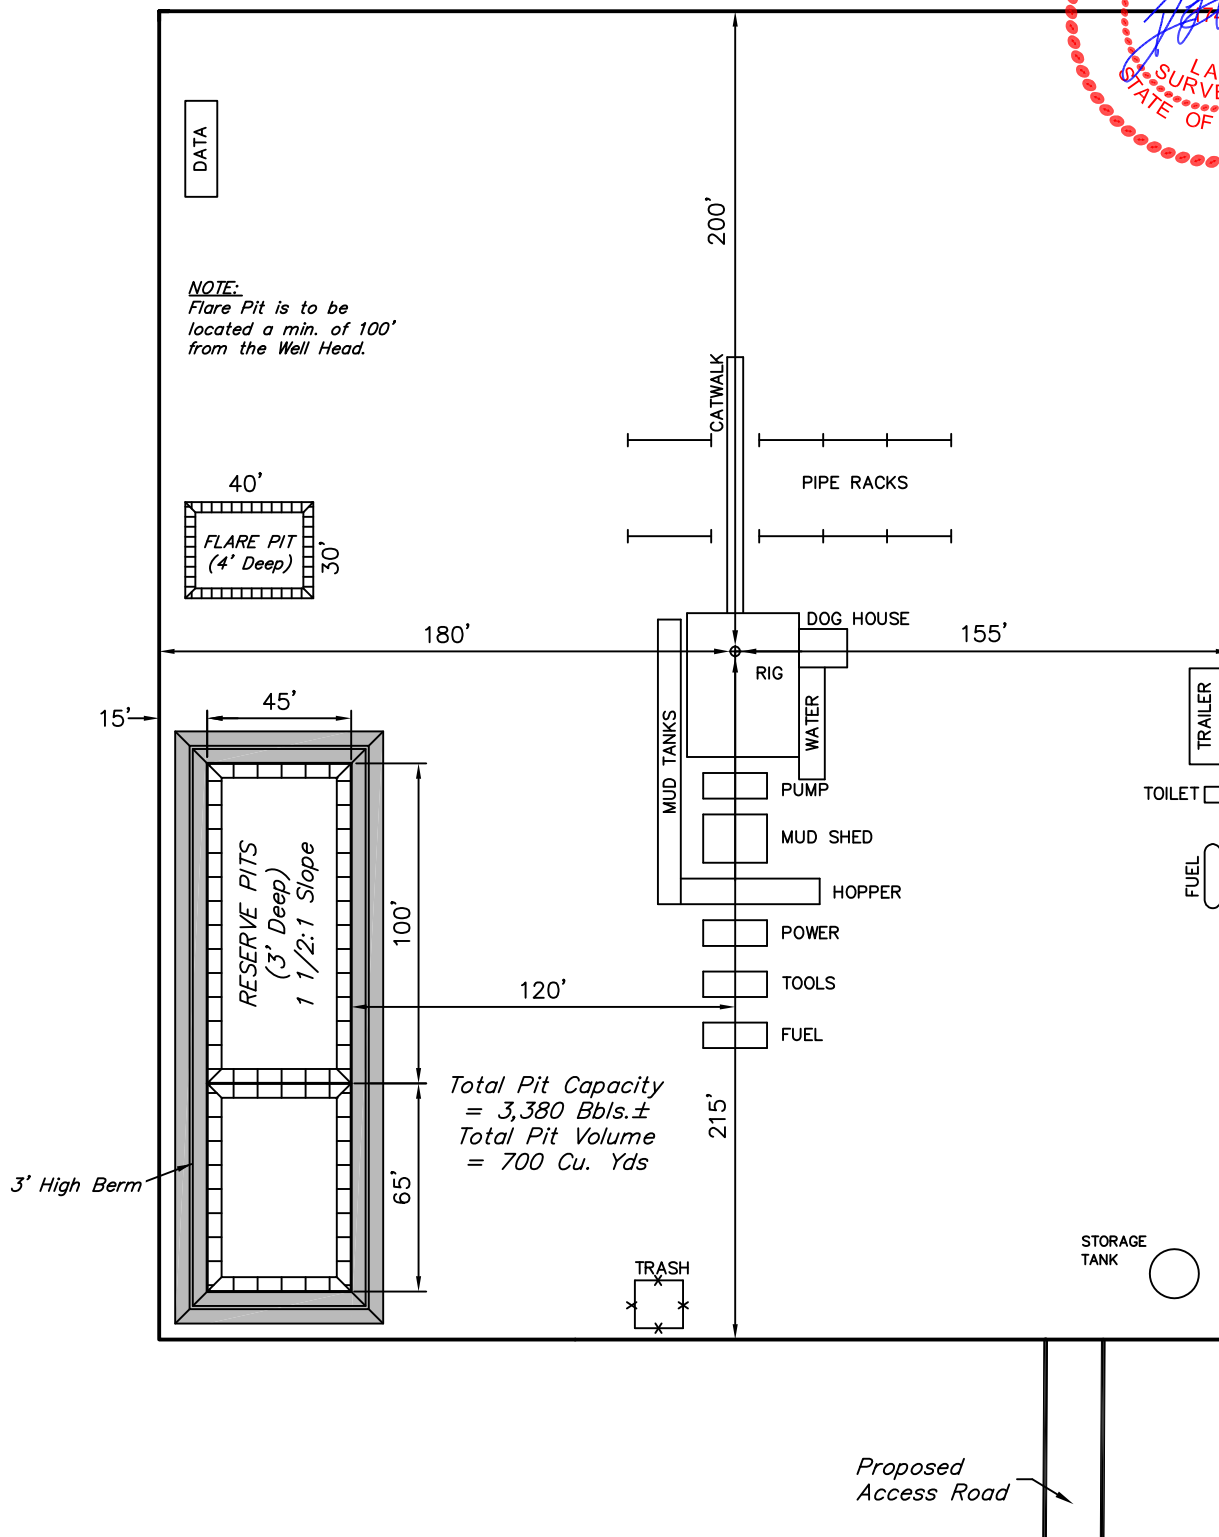 LA
SURVE
STATE OF
DATA
200'
NOTE:
Flare Pit is to be
located a min. of 100'
from the Well Head.
CATWALK
PIPE RACKS
40'
FLARE PIT
(4' Deep)
30'
DOG HOUSE
180'
155'
RIG
15'
45'
MUD TANKS
WATER
TRAILER
PUMP
TOILET
MUD SHED
RESERVE PITS
(3' Deep)
1 1/2:1 Slope
100'
HOPPER
FUEL
POWER
TOOLS
120'
FUEL
Total Pit Capacity
= 3,380 Bbls.±
Total Pit Volume
= 700 Cu. Yds
215'
3' High Berm
65'
STORAGE
TANK
TRASH
Proposed
Access Road